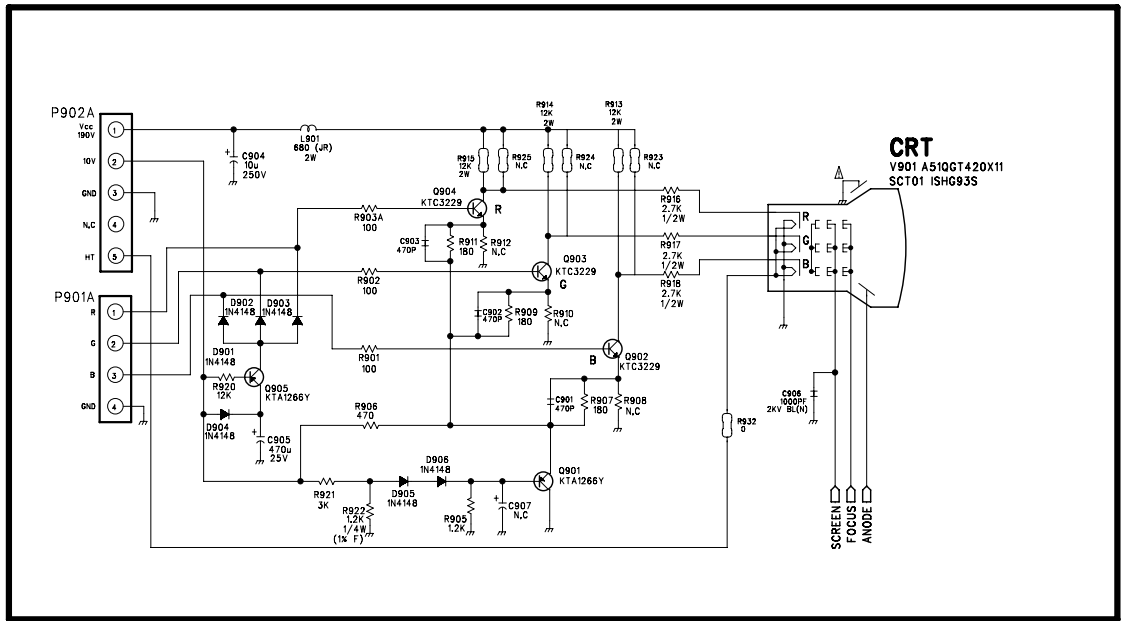 P902A
Vcc
190V
1
10V
2
GND
3
N.C
4
HT
5
P901A
R
1
G
2
B
3
GND
4
L901
680 (JR)
2W
+
C904
10u
250V
R914
12K
2W
R913
12K
2W
R915
12K
2W
R925
N.C
R924
N.C
R923
N.C
Q904
KTC3229
R
R903A
100
C903
470P
R911
180
R912
N.C
Q903
KTC3229
G
R902
100
C902
470P
R909
180
R910
N.C
D902
1N4148
D903
1N4148
D901
1N4148
R901
100
B
Q902
KTC3229
R920
12K
Q905
KTA1266Y
D904
1N4148
+
C905
470u
25V
R906
470
C901
470P
R907
180
R908
N.C
R921
3K
R922
1.2K
1/4W
(1% F)
D905
1N4148
D906
1N4148
R905
1.2K
+
C907
N.C
Q901
KTA1266Y
R916
2.7K
1/2W
R917
2.7K
1/2W
R918
2.7K
1/2W
R932
0
C906
1000PF
2KV BL(N)
CRT
V901 A51QGT420X11
SCT01 ISHG93S
!
R
G
B
SCREEN
FOCUS
ANODE